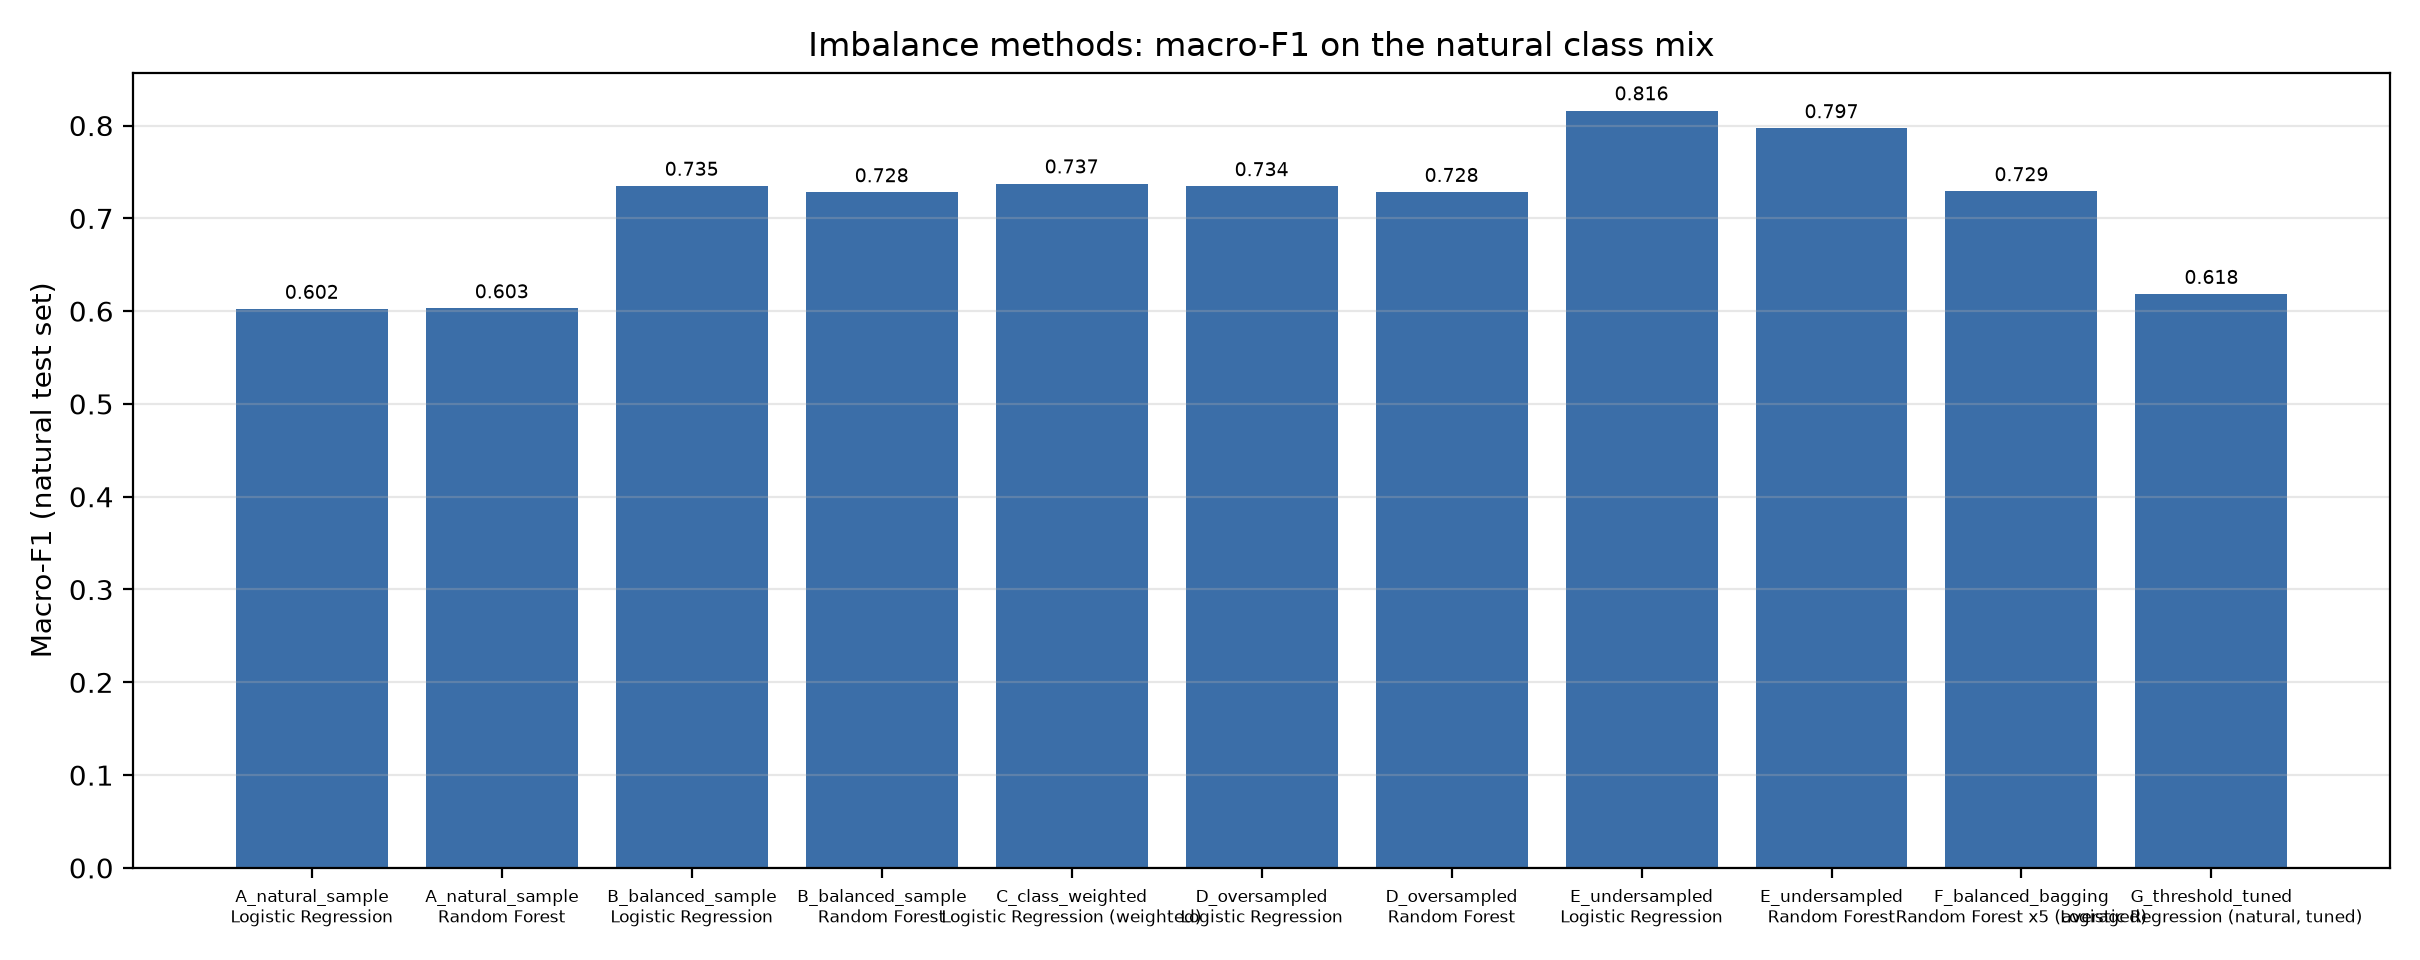 Imbalance methods: macro-F1 on the natural class mix
Macro-F1 (natural test set)
0.8
0.7
0.6
0.5
0.4
0.3
0.2
0.1
0.0
0.602
0.603
0.735
0.728
0.737
0.734
0.728
0.816
0.797
0.729
0.618
A_natural_sample
Logistic Regression
A_natural_sample
Random Forest
B_balanced_sample
Logistic Regression
B_balanced_sample
Random Forest
C_class_weighted
Logistic Regression (weighted)
D_oversampled
Logistic Regression
D_oversampled
Random Forest
E_undersampled
Logistic Regression
E_undersampled
Random Forest
F_balanced_bagging
Random Forest x5 (averaged)
G_threshold_tuned
Logistic Regression (natural, tuned)